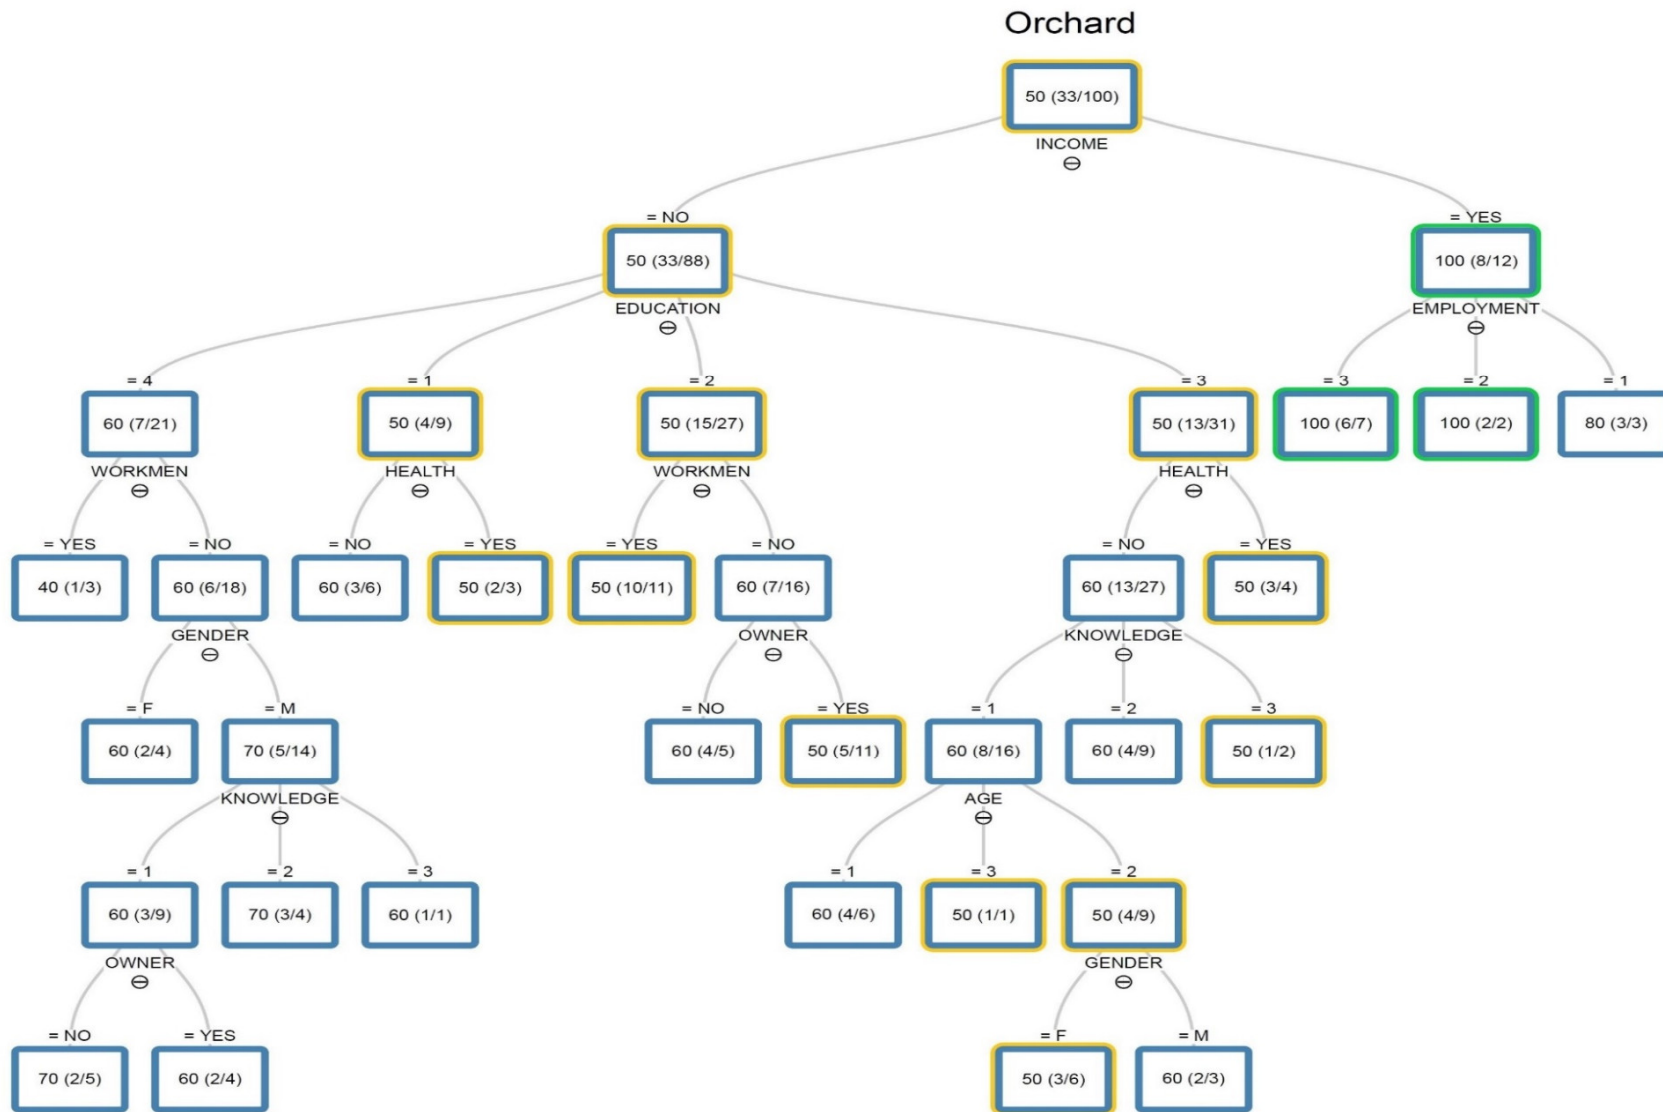 Orchard
50 (33/100)
INCOME
= NO
= YES
50 (33/88)
100 (8/12)
EDUCATION
EMPLOYMENT
= 4
= 1
= 2
= 3
= 3
= 2
= 1
60 (7/21)
50 (4/9)
50 (15/27)
50 (13/31)
100 (6/7)
100 (2/2)
80 (3/3)
WORKMEN
HEALTH
WORKMEN
HEALTH
= YES
= NO
= NO
= YES
= YES
= NO
= NO
= YES
40 (1/3)
60 (6/18)
60 (3/6)
50 (2/3)
50 (10/11)
60 (7/16)
60 (13/27)
50 (3/4)
GENDER
OWNER
KNOWLEDGE
= F
= M
= NO
= YES
= 1
= 2
= 3
60 (2/4)
70 (5/14)
60 (4/5)
50 (5/11)
60 (8/16)
60 (4/9)
50 (1/2)
KNOWLEDGE
AGE
= 1
= 2
= 3
= 1
= 3
= 2
60 (3/9)
70 (3/4)
60 (1/1)
60 (4/6)
50 (1/1)
50 (4/9)
OWNER
GENDER
= NO
= YES
= F
= M
70 (2/5)
60 (2/4)
50 (3/6)
60 (2/3)